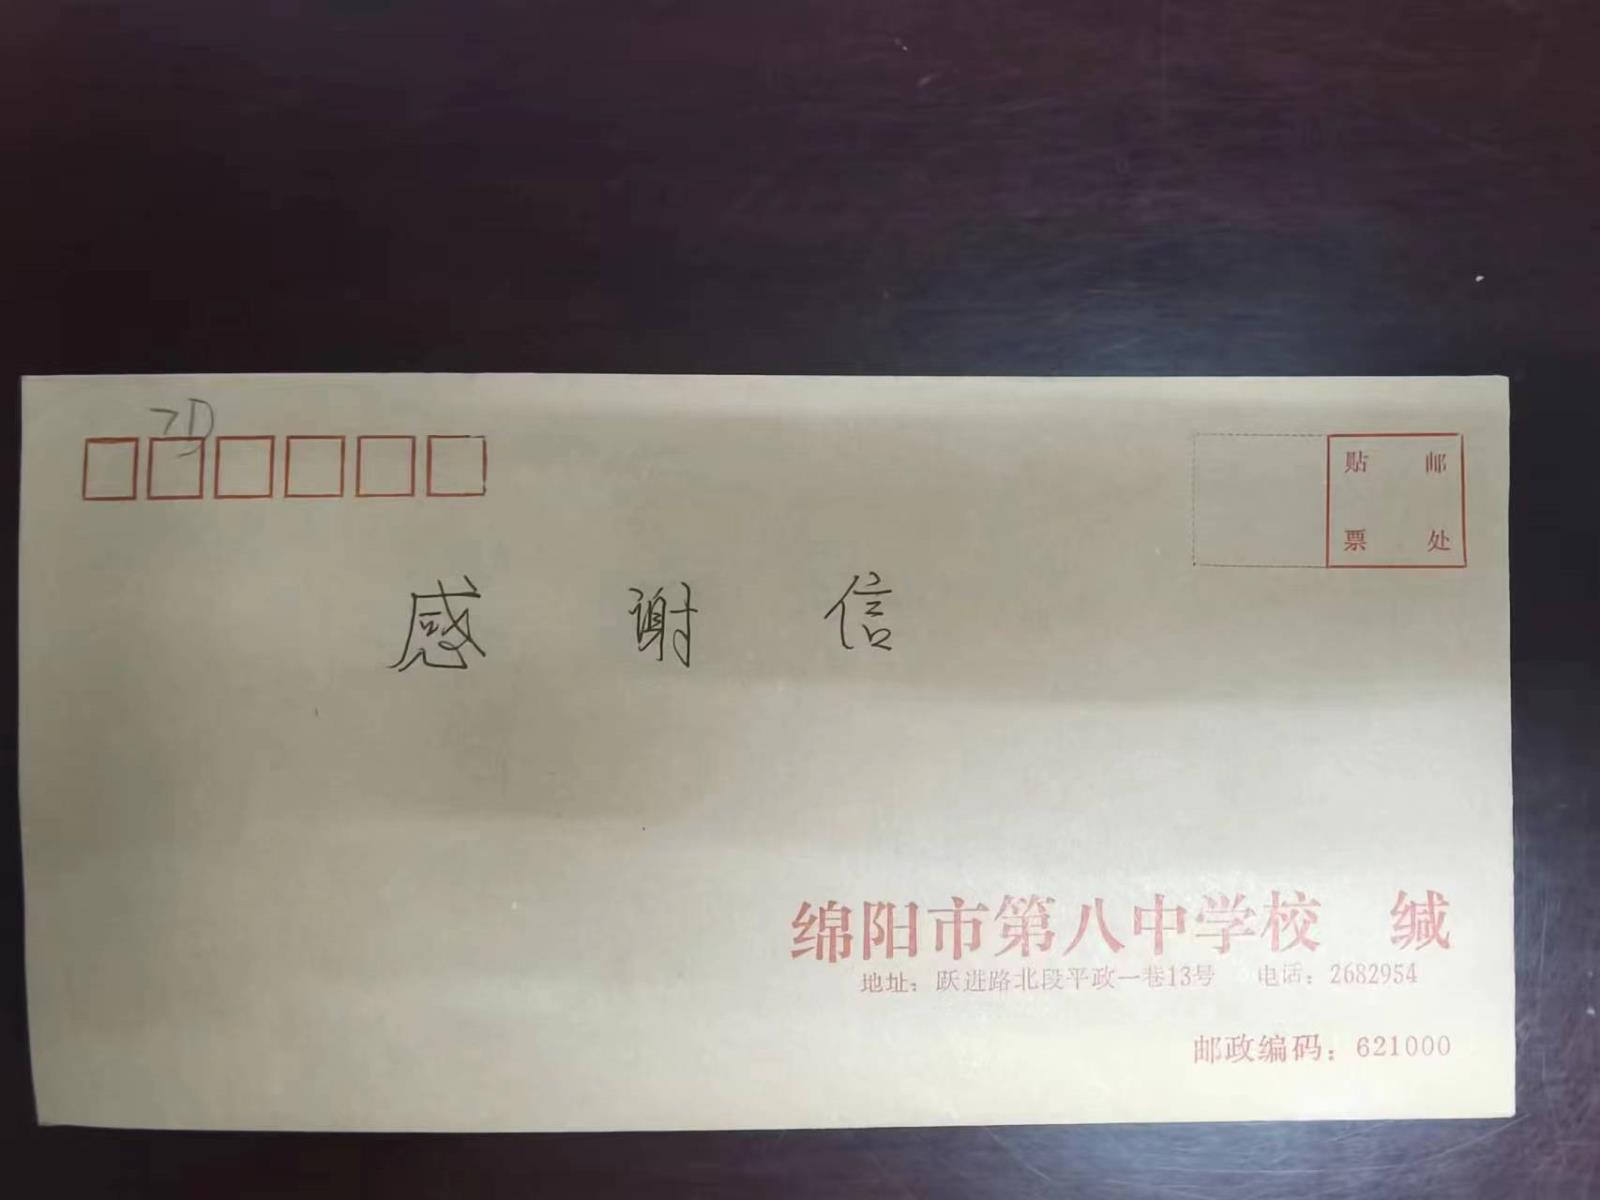 贴 邮
票 处
感 谢 信
绵阳市第八中学校 缄
地址：跃进路北段平政一巷13号 电话：2682954
邮政编码：621000